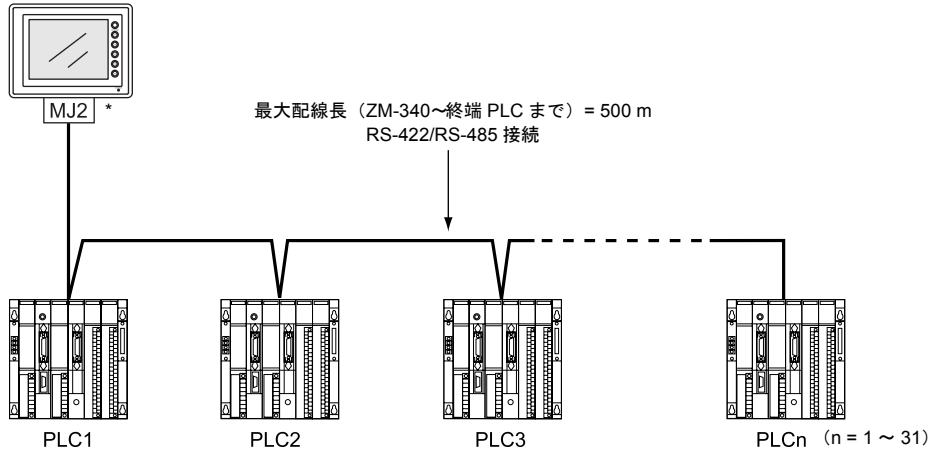 MJ2 *
最大配線長（ZM-340～終端 PLC まで）= 500 m
RS-422/RS-485 接続
PLC1
PLC2
PLC3
PLCn （n = 1 ～ 31）